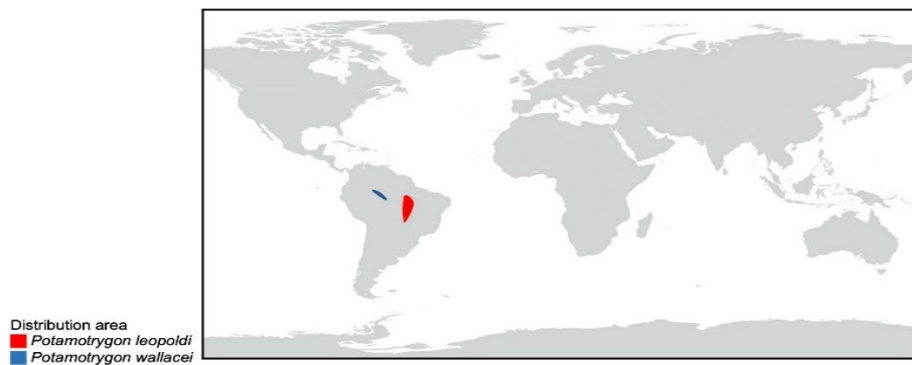 Distribution area
Potamotrygon leopoldi
Potamotrygon wallacei